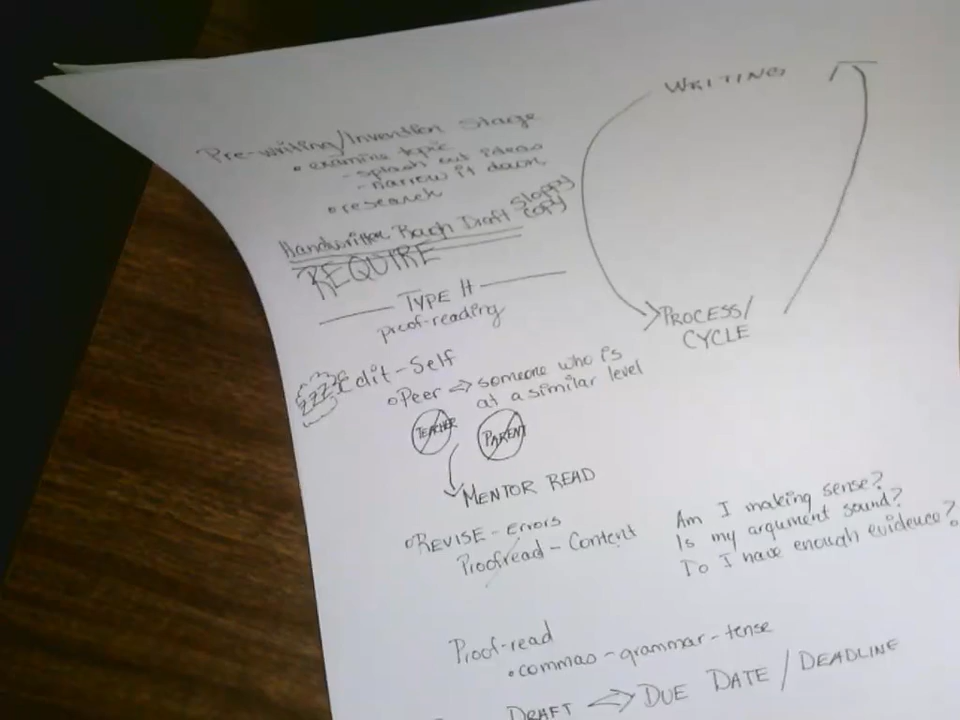 WRITING
Pre-writing/Invention Stage
• examine topic
- splash out ideas
- narrow it down
• research
Handwritten Rough Draft Sloppy
copy
REQUIRE
TYPE It
proof-reading
zzzz Edit-Self
• Peer => someone who is
at a similar level
TEACHER PARENT
MENTOR READ
• REVISE - Errors
Proofread - Content
PROCESS/
CYCLE
Am I making sense?
Is my argument sound?
Do I have enough evidence?
Proof-read
• commas - grammar - tense
DRAFT <=> DUE DATE / DEADLINE